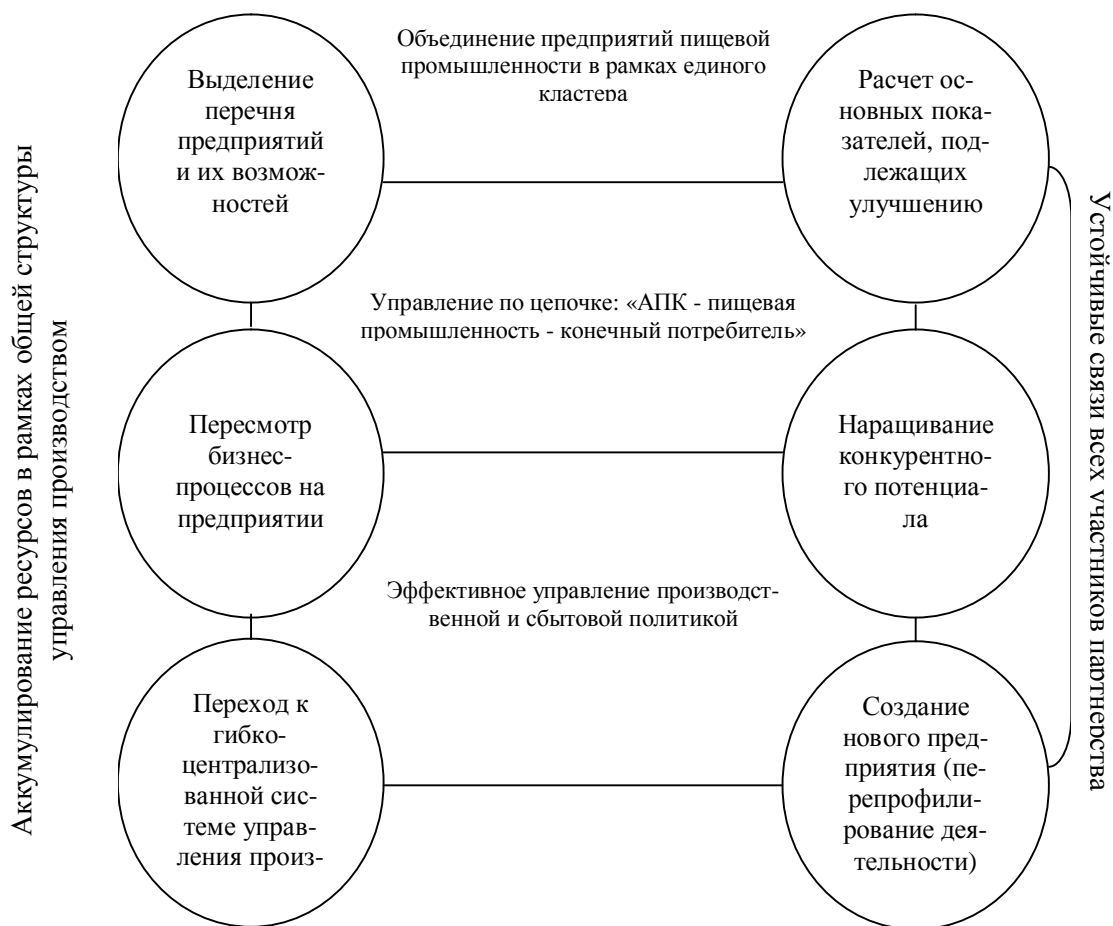 Аккумулирование ресурсов в рамках общей структуры
управления производством
Выделение
перечня
предприятий
и их возмож-
ностей
Объединение предприятий пищевой
промышленности в рамках единого
кластера
Расчет ос-
новных пока-
зателей, под-
лежащих
улучшению
Управление по цепочке: «АПК - пищевая
промышленность - конечный потребитель»
Пересмотр
бизнес-
процессов на
предприятии
Наращивание
конкурентно-
го потенциа-
ла
Эффективное управление производст-
венной и сбытовой политикой
Переход к
гибко-
централизо-
ванной сис-
теме управ-
ления произ-
Создание
нового пред-
приятия (пе-
репрофили-
рование дея-
тельности)
Устойчивые связи всех участников партнерства